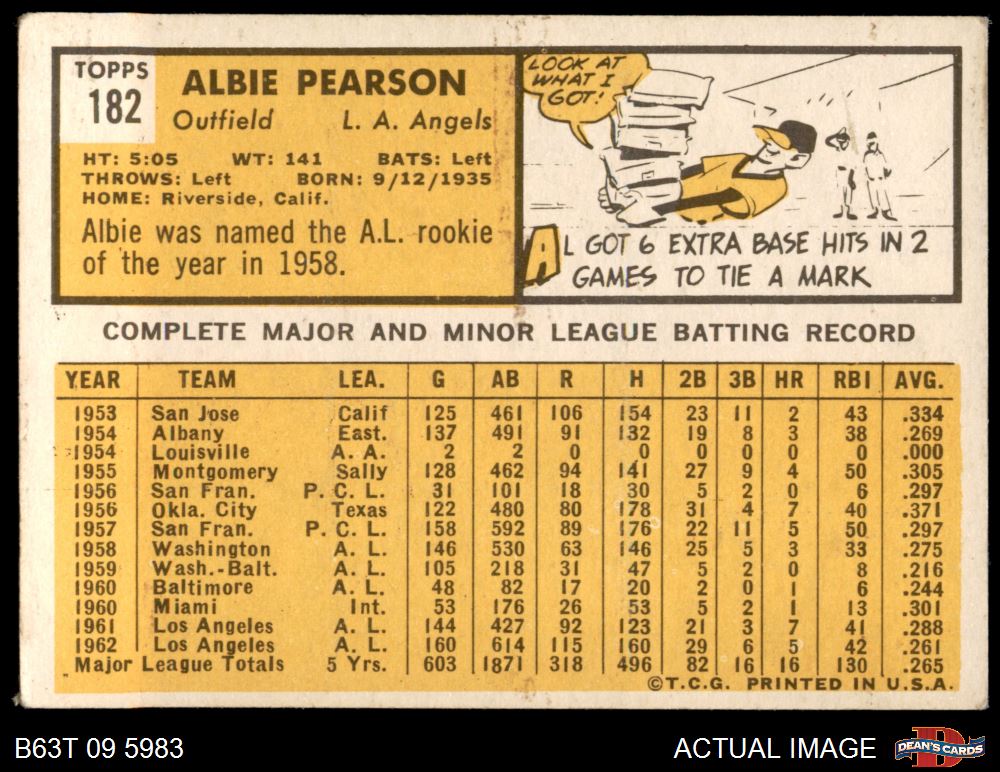 TOPPS
182
ALBIE PEARSON
Outfield L. A. Angels
HT: 5:05 WT: 141 BATS: Left
THROWS: Left BORN: 9/12/1935
HOME: Riverside, Calif.
Albie was named the A.L. rookie
of the year in 1958.
LOOK AT
WHAT I
GOT!
AL GOT 6 EXTRA BASE HITS IN 2
GAMES TO TIE A MARK
COMPLETE MAJOR AND MINOR LEAGUE BATTING RECORD
YEAR TEAM LEA. G AB R H 2B 3B HR RBI AVG.
1953 San Jose Calif 125 461 106 154 23 11 2 43 .334
1954 Albany East. 137 491 91 132 19 8 3 38 .269
1954 Louisville A. A. 2 2 0 0 0 0 0 0 .000
1955 Montgomery Sally 128 462 94 141 27 9 4 50 .305
1956 San Fran. P. C. L. 31 101 18 30 5 2 0 6 .297
1956 Okla. City Texas 122 480 80 178 31 4 7 40 .371
1957 San Fran. P. C. L. 158 592 89 176 22 11 5 50 .297
1958 Washington A. L. 146 530 63 146 25 5 3 33 .275
1959 Wash.-Balt. A. L. 105 218 31 47 5 2 0 8 .216
1960 Baltimore A. L. 48 82 17 20 2 0 1 6 .244
1960 Miami Int. 53 176 26 53 5 2 1 13 .301
1961 Los Angeles A. L. 144 427 92 123 21 3 7 41 .288
1962 Los Angeles A. L. 160 614 115 160 29 6 5 42 .261
Major League Totals 5 Yrs. 603 1871 318 496 82 16 16 130 .265
©T.C.G. PRINTED IN U.S.A.
B63T 09 5983 ACTUAL IMAGE DEAN'S CARDS